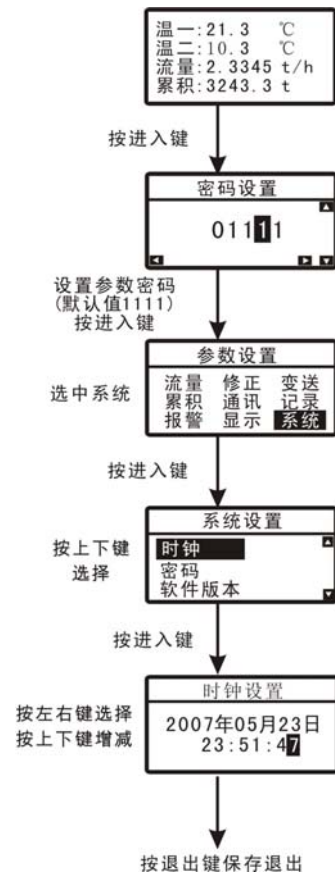 温一:21.3 ℃
温二:10.3 ℃
流量:2.3345 t/h
累积:3243.3 t
按进入键
密码设置
01111
设置参数密码
(默认值1111)
按进入键
参数设置
选中系统
流量 修正 变送
累积 通讯 记录
报警 显示 系统
按进入键
系统设置
按上下键
选择
时钟
密码
软件版本
按进入键
时钟设置
按左右键选择
按上下键增减
2007年05月23日
23:51:47
按退出键保存退出